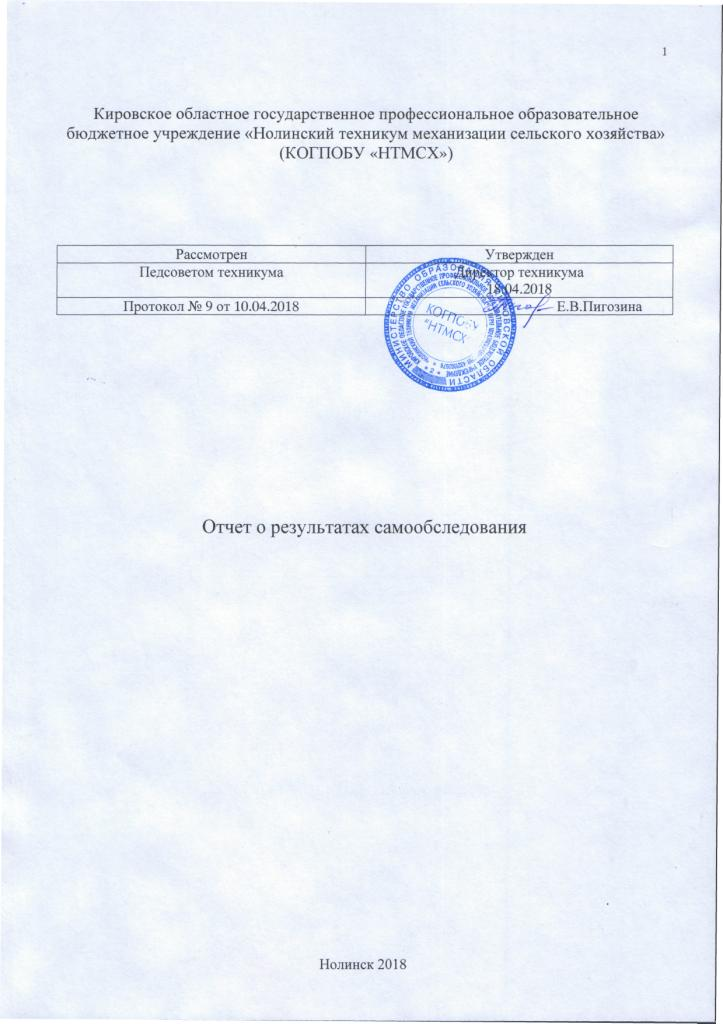 1
Кировское областное государственное профессиональное образовательное
бюджетное учреждение «Нолинский техникум механизации сельского хозяйства»
(КОГПОБУ «НТМСХ»)
Рассмотрен Утвержден
Педсоветом техникума Директор техникума
18.04.2018
Протокол № 9 от 10.04.2018 Е.В.Пигозина
КОГПОБУ
"НТМСХ"
Отчет о результатах самообследования
Нолинск 2018